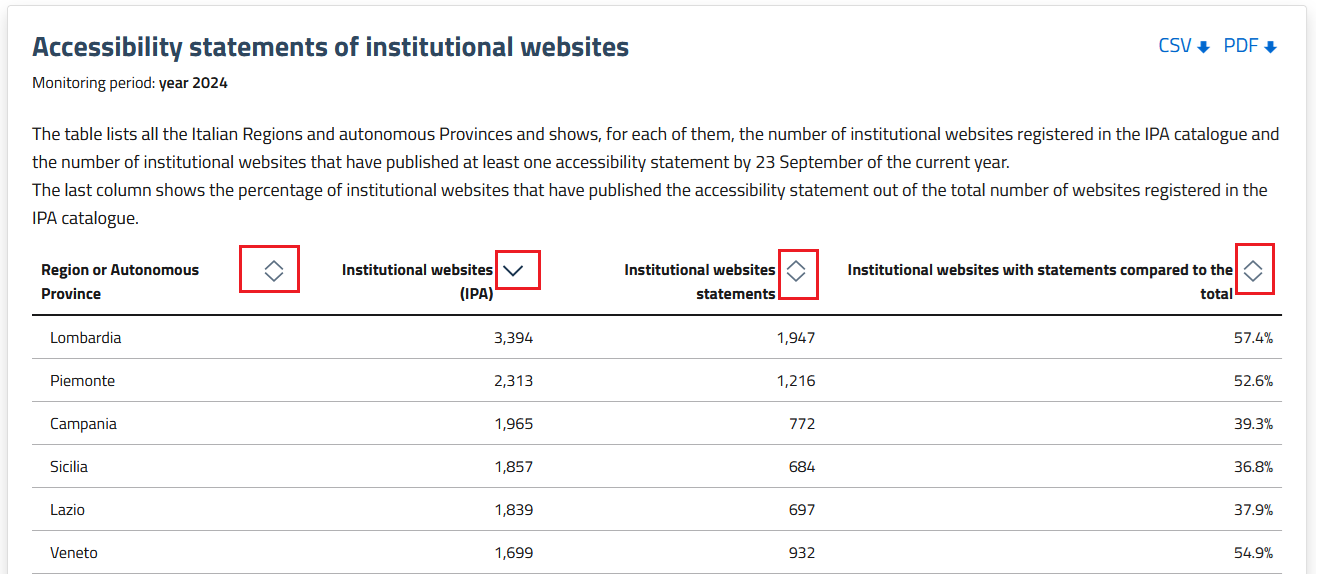 Accessibility statements of institutional websites
CSV PDF
Monitoring period: year 2024
The table lists all the Italian Regions and autonomous Provinces and shows, for each of them, the number of institutional websites registered in the IPA catalogue and
the number of institutional websites that have published at least one accessibility statement by 23 September of the current year.
The last column shows the percentage of institutional websites that have published the accessibility statement out of the total number of websites registered in the
IPA catalogue.
Region or Autonomous Institutional websites Institutional websites Institutional websites with statements compared to the
Province (IPA) statements total
Lombardia 3,394 1,947 57.4%
Piemonte 2,313 1,216 52.6%
Campania 1,965 772 39.3%
Sicilia 1,857 684 36.8%
Lazio 1,839 697 37.9%
Veneto 1,699 932 54.9%